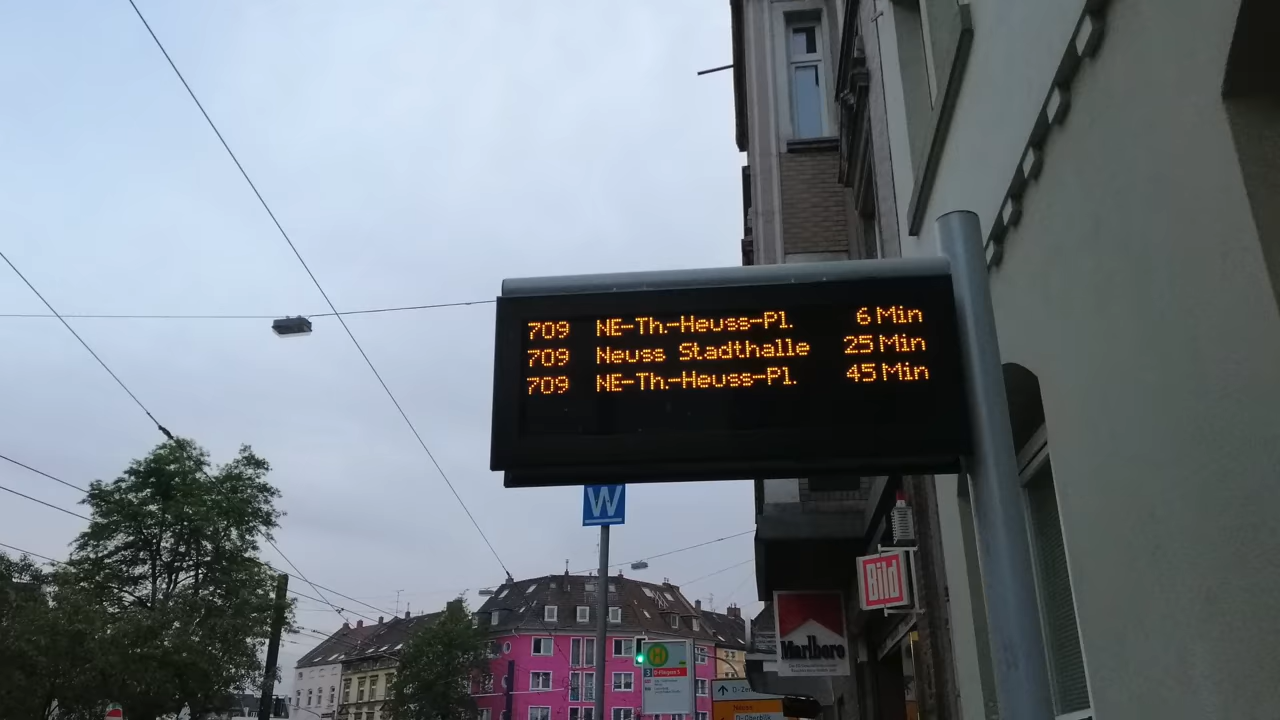 709 NE-Th.-Heuss-Pl. 6 Min
709 Neuss Stadthalle 25 Min
709 NE-Th.-Heuss-Pl. 45 Min
W
Bild
Marlboro
H
Neuss